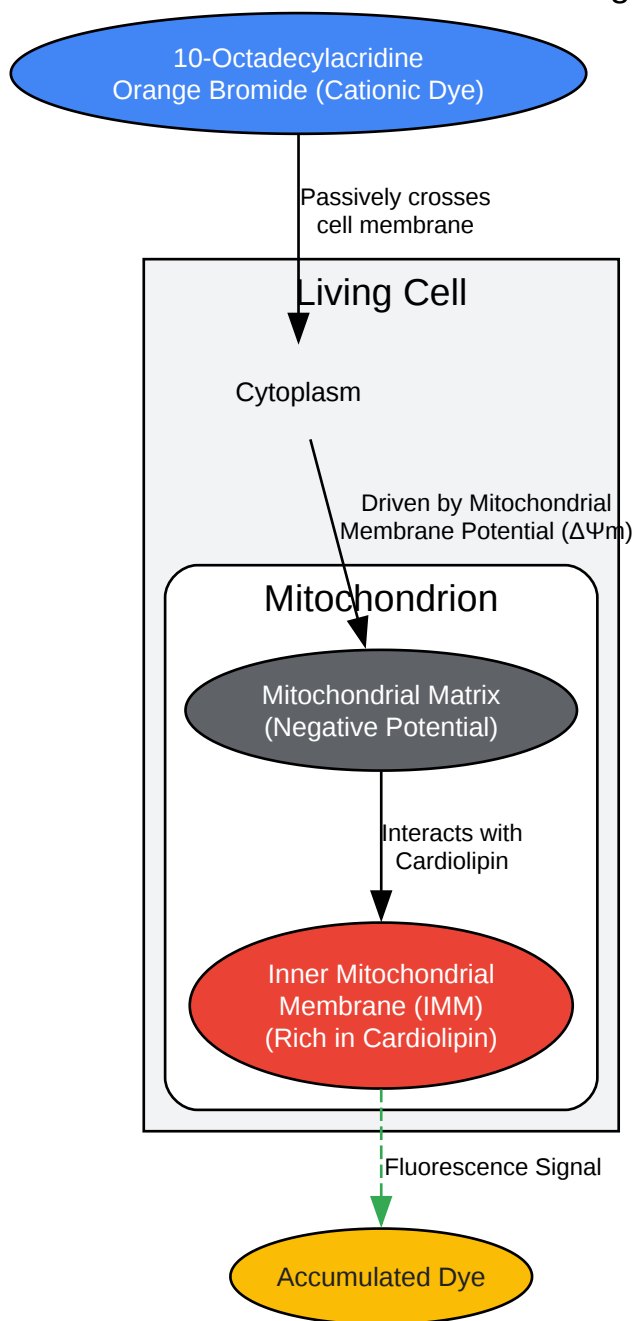 10-Octadecylacridine
Orange Bromide (Cationic Dye)
Passively crosses
cell membrane
Living Cell
Cytoplasm
Driven by Mitochondrial
Membrane Potential (ΔΨm)
Mitochondrion
Mitochondrial Matrix
(Negative Potential)
Interacts with
Cardiolipin
Inner Mitochondrial
Membrane (IMM)
(Rich in Cardiolipin)
Fluorescence Signal
Accumulated Dye